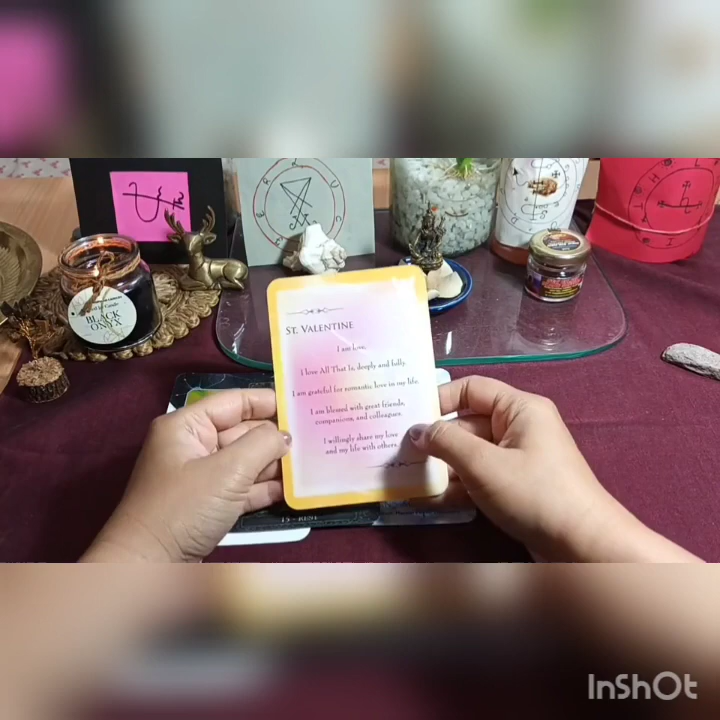 BLACK
ONYX
ST. VALENTINE
I am love.
I love All That Is, deeply and fully.
I am grateful for romantic love in my life.
I am blessed with great friends,
companions, and colleagues.
I willingly share my love
and my life with others.
15 - REST
InShOt